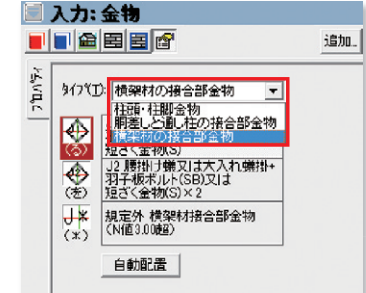 入力: 金物
追加..
プロパティ
タイプ(T): 横架材の接合部金物
柱頭・柱脚金物
胴差しと通し柱の接合部金物
横架材の接合部金物
(る)
短ざく金物(S)
(を)
J2 腰掛け蟻又は大入れ蟻掛+
羽子板ボルト(SB)又は
短ざく金物(S)×2
(×)
規定外 横架材接合部金物
(N値3.00超)
自動配置